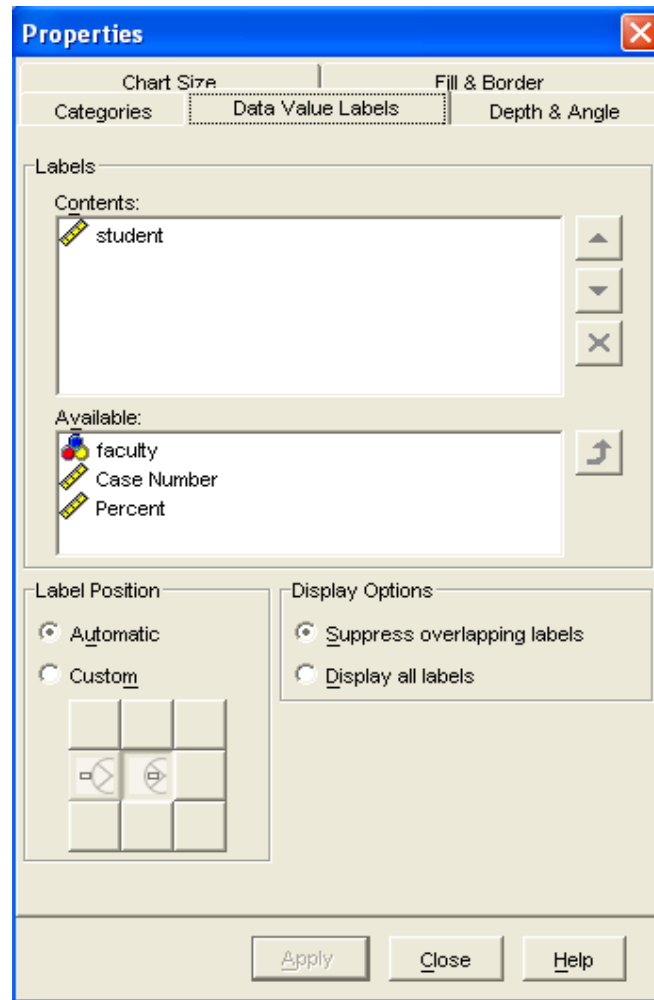 Properties
Chart Size
Fill & Border
Categories
Data Value Labels
Depth & Angle
Labels
Contents:
student
Available:
faculty
Case Number
Percent
Label Position
Automatic
Custom
Display Options
Suppress overlapping labels
Display all labels
Apply
Close
Help